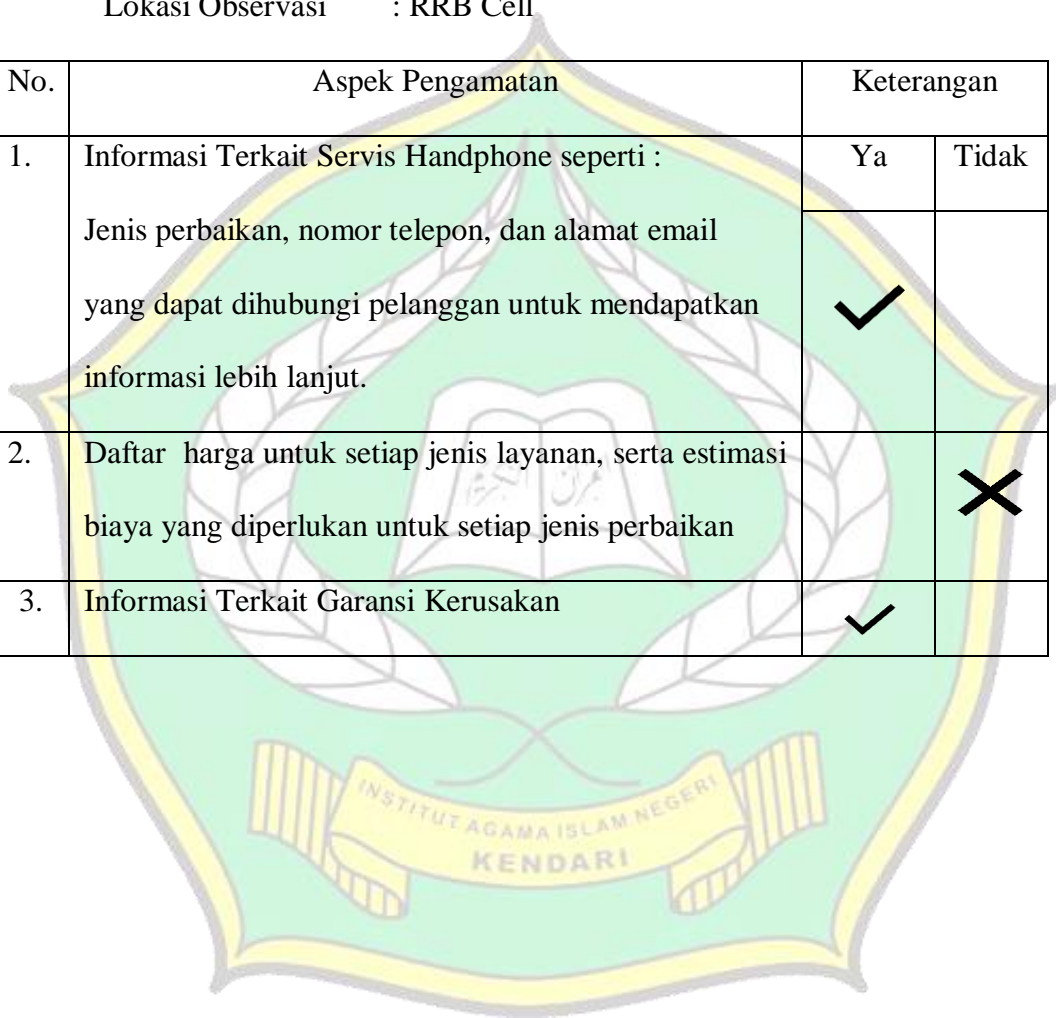 Lokasi Observasi : RRB Cell
No. Aspek Pengamatan Keterangan
1. Informasi Terkait Servis Handphone seperti : Ya Tidak
Jenis perbaikan, nomor telepon, dan alamat email
yang dapat dihubungi pelanggan untuk mendapatkan
informasi lebih lanjut.
2. Daftar harga untuk setiap jenis layanan, serta estimasi
biaya yang diperlukan untuk setiap jenis perbaikan
3. Informasi Terkait Garansi Kerusakan
INSTITUT AGAMA ISLAM NEGERI
KENDARI